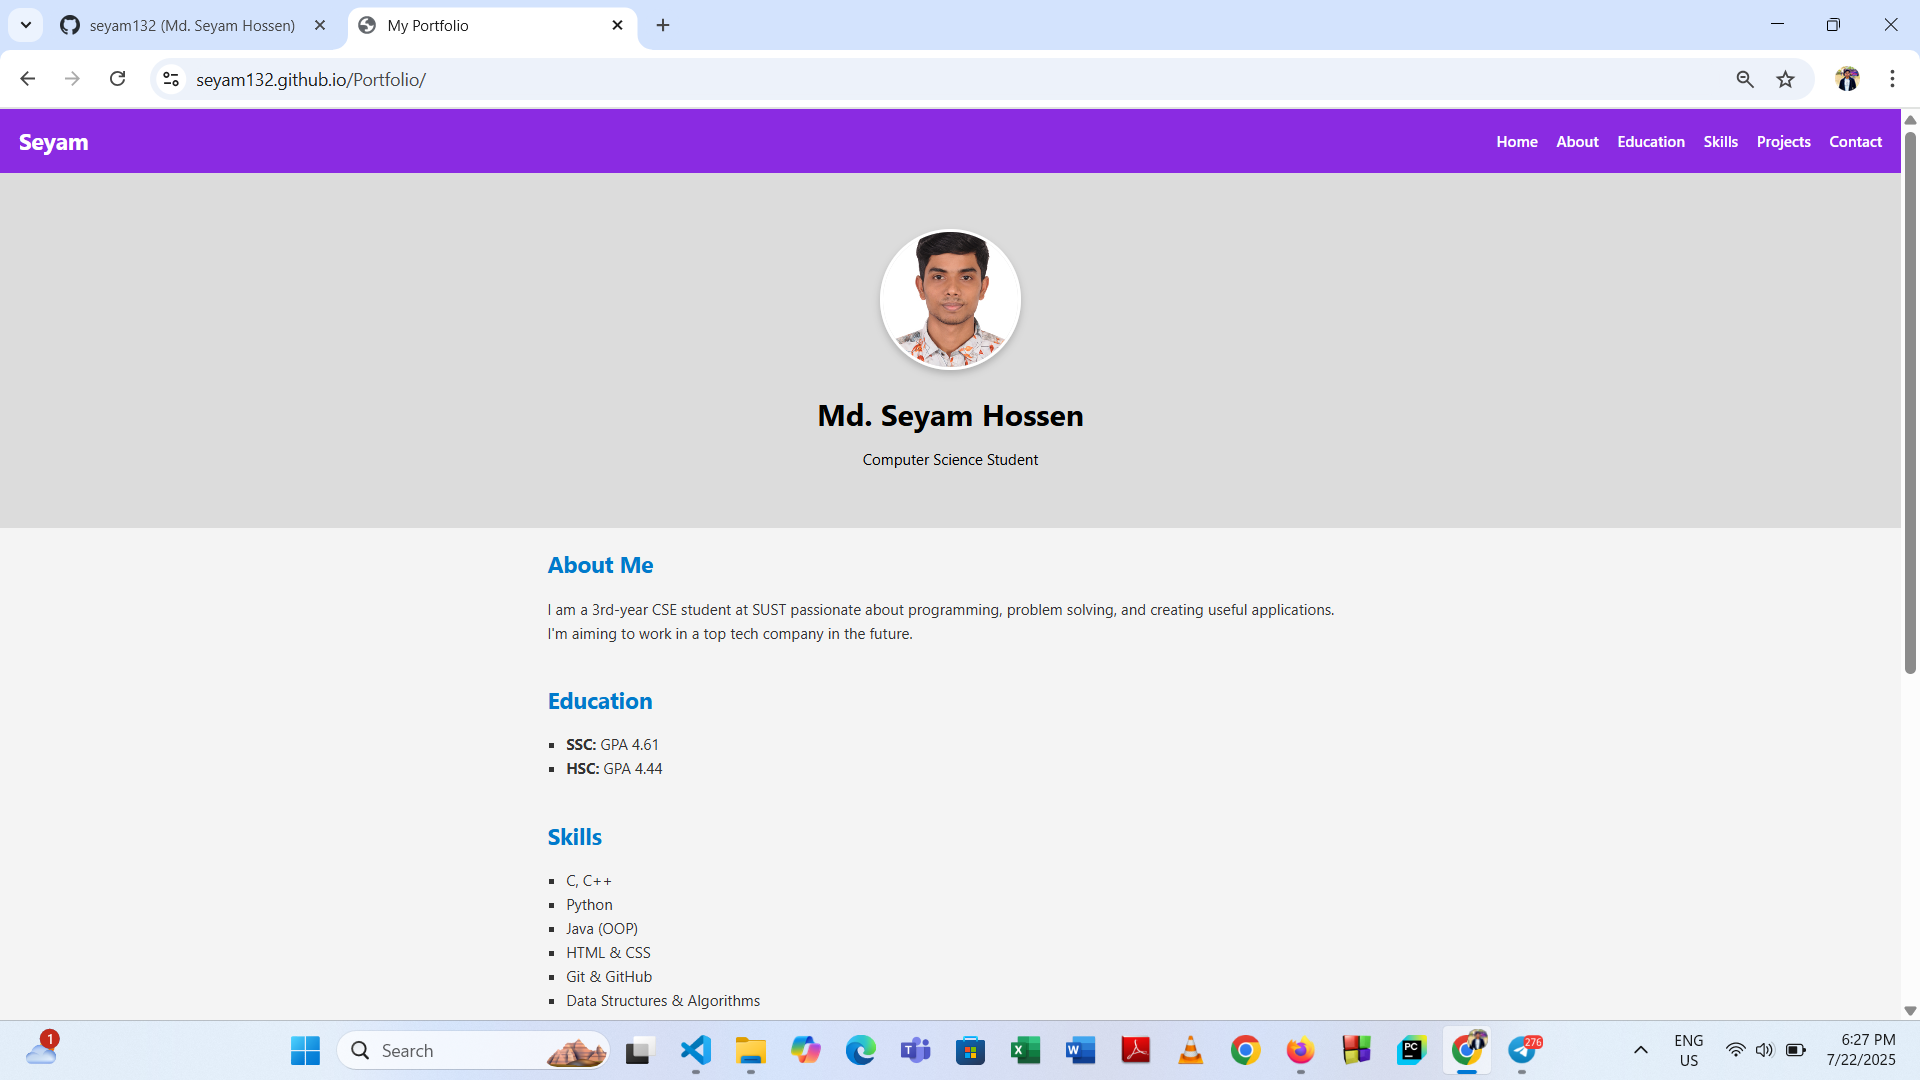 seyam132 (Md. Seyam Hossen)
My Portfolio
seyam132.github.io/Portfolio/
Seyam
Home About Education Skills Projects Contact
Md. Seyam Hossen
Computer Science Student
About Me
I am a 3rd-year CSE student at SUST passionate about programming, problem solving, and creating useful applications.
I'm aiming to work in a top tech company in the future.
Education
▪ SSC: GPA 4.61
▪ HSC: GPA 4.44
Skills
▪ C, C++
▪ Python
▪ Java (OOP)
▪ HTML & CSS
▪ Git & GitHub
▪ Data Structures & Algorithms
1
Search
T
X
W
PC
276
ENG
US
6:27 PM
7/22/2025